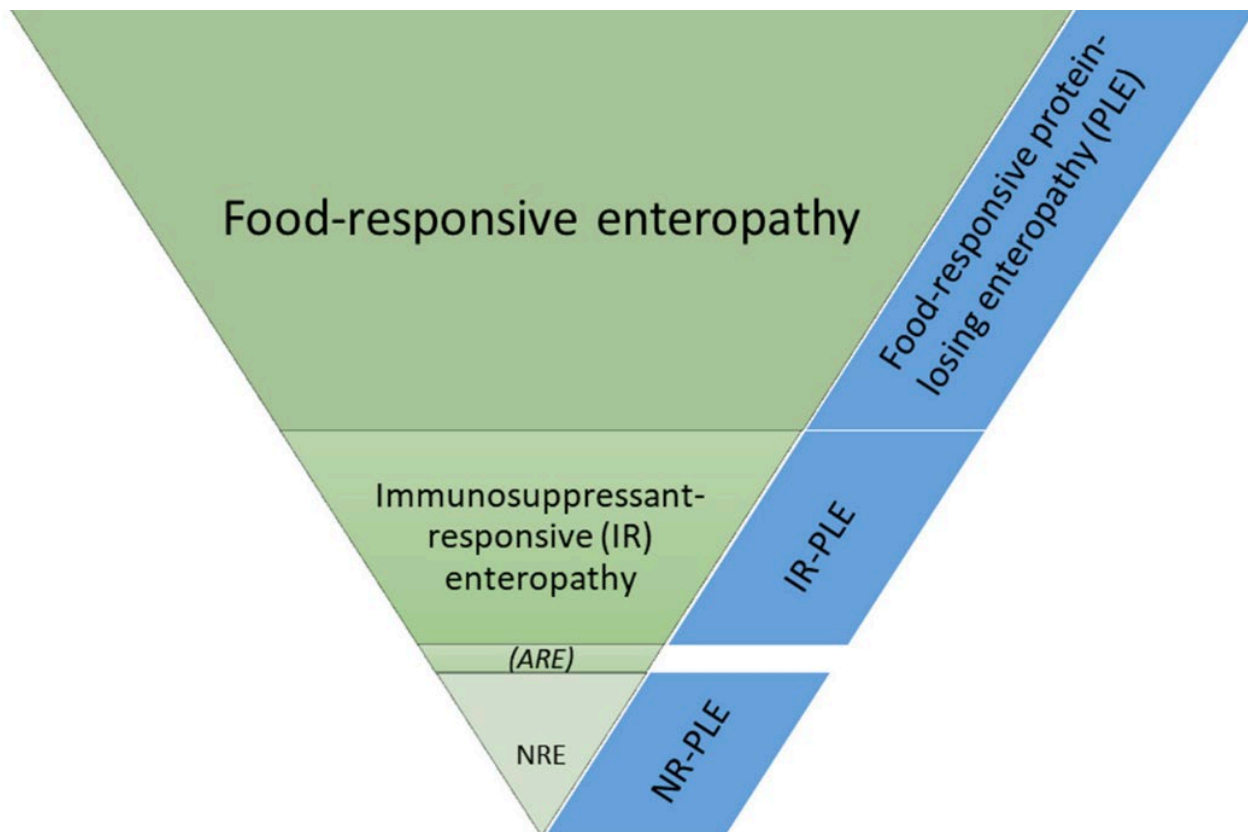 Food-responsive enteropathy
Food-responsive protein-
losing enteropathy (PLE)
Immunosuppressant-
responsive (IR)
enteropathy
IR-PLE
(ARE)
NRE
NR-PLE